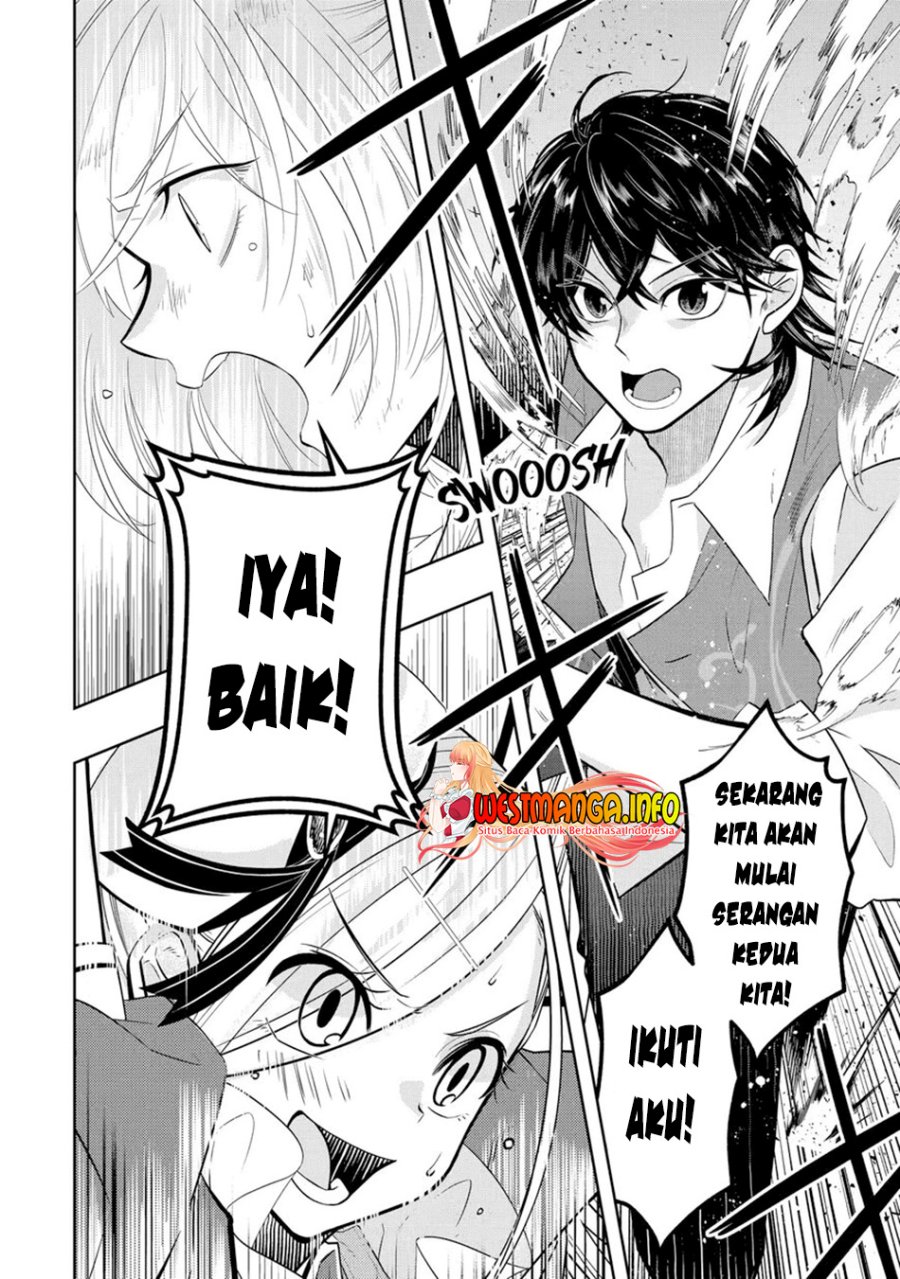 SWOOOSH
SEKARANG
KITA AKAN
MULAI
SERANGAN
KEDUA
KITA!
IKUTI
AKU!
IYA!
BAIK!
WESTMANGA.INFO
Situs Baca Komik Berbahasa Indonesia